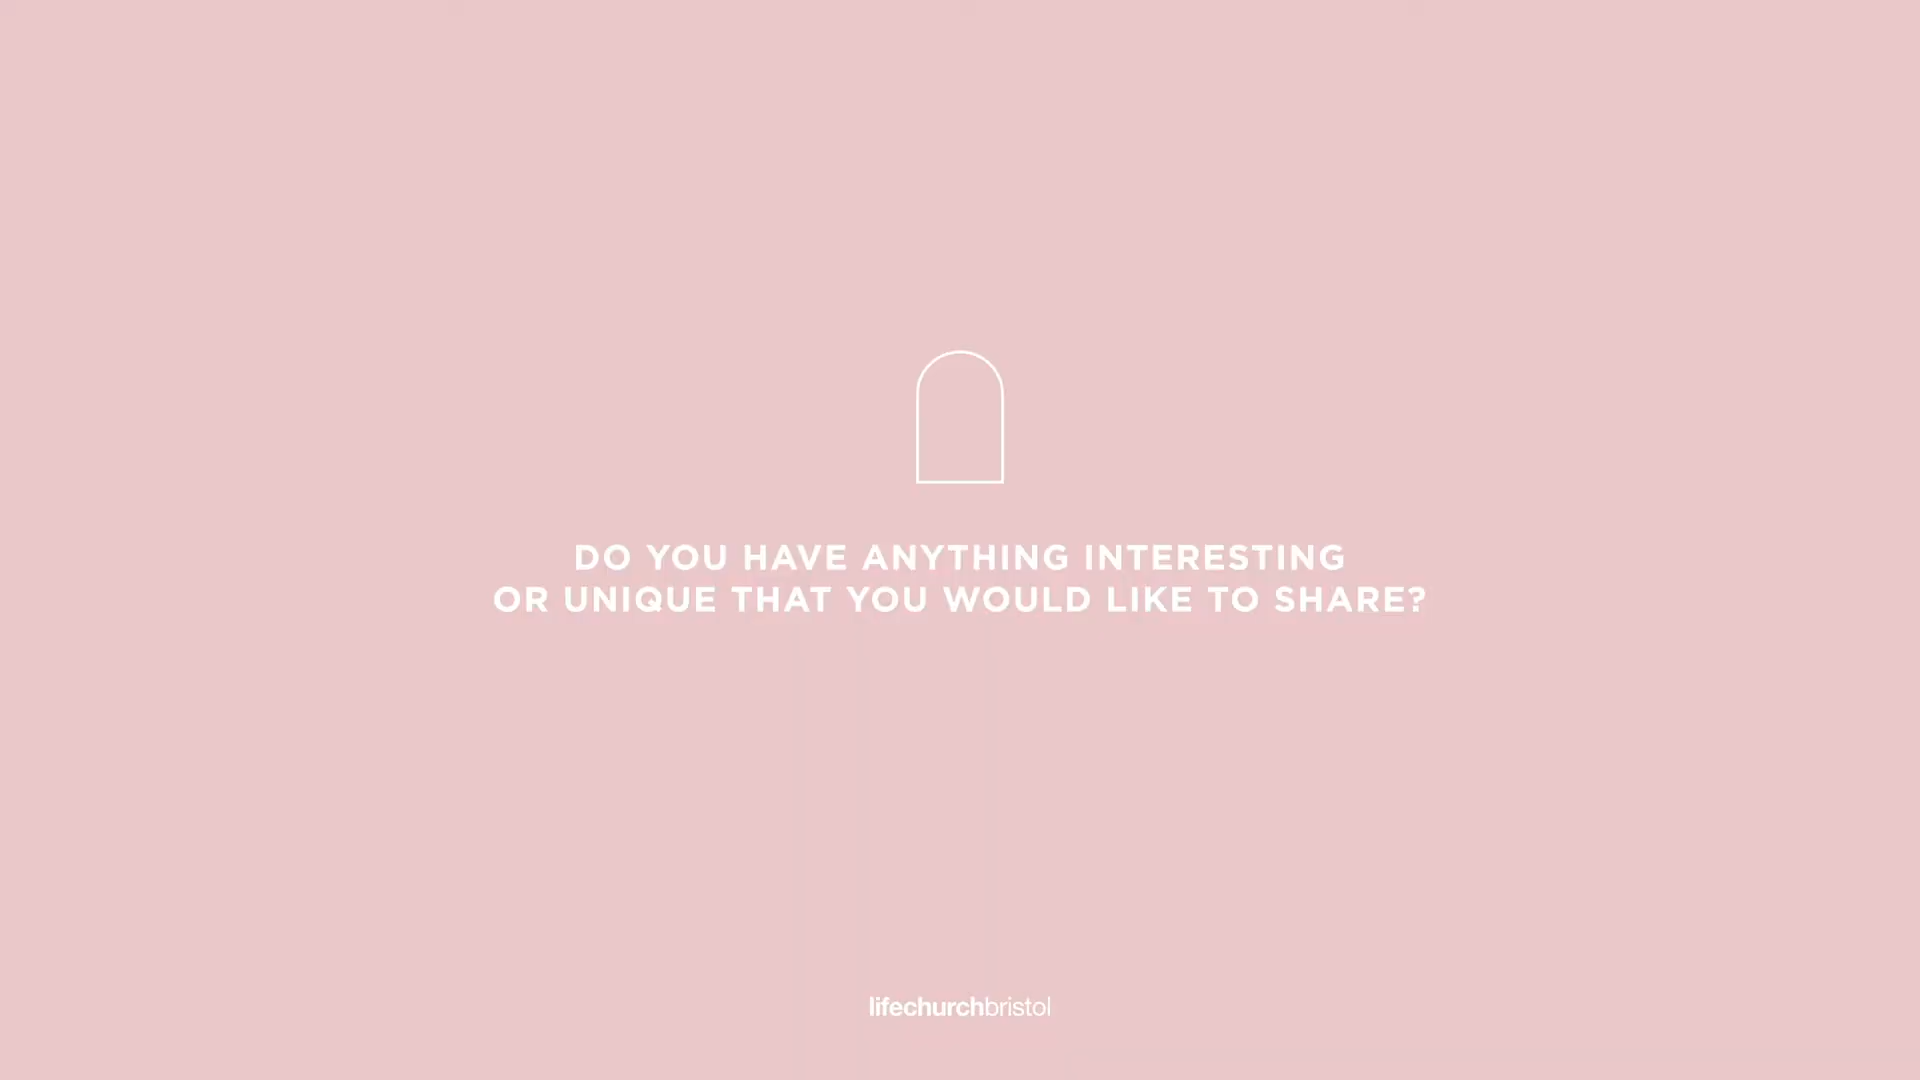 DO YOU HAVE ANYTHING INTERESTING
OR UNIQUE THAT YOU WOULD LIKE TO SHARE?
lifechurchbristol